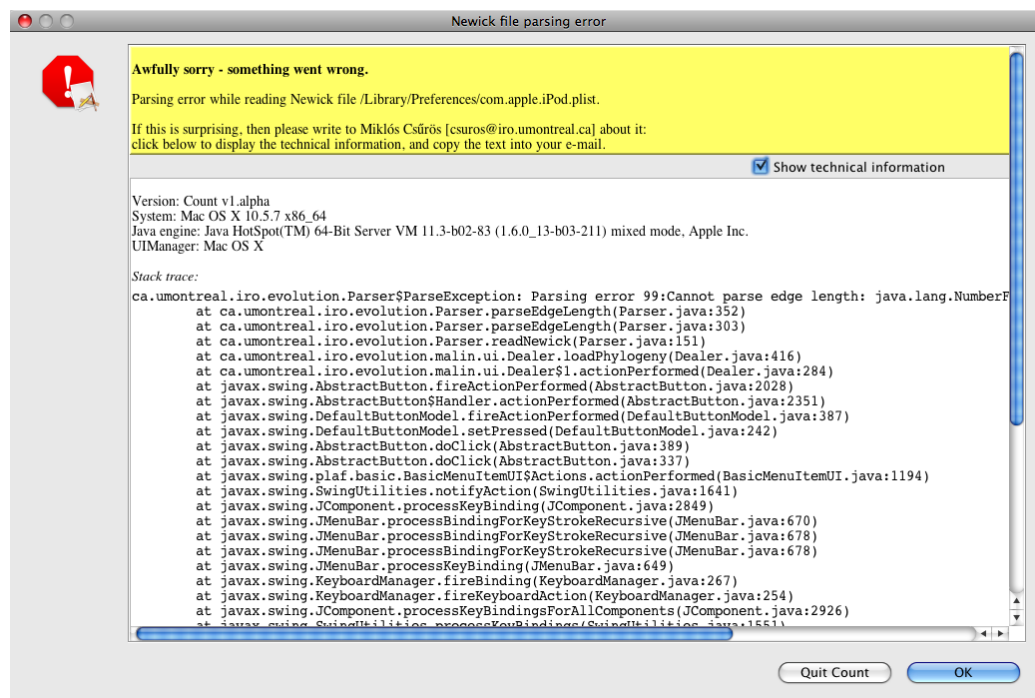 Newick file parsing error
Awfully sorry - something went wrong.
Parsing error while reading Newick file /Library/Preferences/com.apple.iPod.plist.
If this is surprising, then please write to Miklós Csűrös [csuros@iro.umontreal.ca] about it:
click below to display the technical information, and copy the text into your e-mail.
Show technical information
Version: Count v1.alpha
System: Mac OS X 10.5.7 x86_64
Java engine: Java HotSpot(TM) 64-Bit Server VM 11.3-b02-83 (1.6.0_13-b03-211) mixed mode, Apple Inc.
UIManager: Mac OS X
Stack trace:
ca.umontreal.iro.evolution.Parser$ParseException: Parsing error 99:Cannot parse edge length: java.lang.NumberF
at ca.umontreal.iro.evolution.Parser.parseEdgeLength(Parser.java:352)
at ca.umontreal.iro.evolution.Parser.parseEdgeLength(Parser.java:303)
at ca.umontreal.iro.evolution.Parser.readNewick(Parser.java:151)
at ca.umontreal.iro.evolution.malin.ui.Dealer.loadPhylogeny(Dealer.java:416)
at ca.umontreal.iro.evolution.malin.ui.Dealer$1.actionPerformed(Dealer.java:284)
at javax.swing.AbstractButton.fireActionPerformed(AbstractButton.java:2028)
at javax.swing.AbstractButton$Handler.actionPerformed(AbstractButton.java:2351)
at javax.swing.DefaultButtonModel.fireActionPerformed(DefaultButtonModel.java:387)
at javax.swing.DefaultButtonModel.setPressed(DefaultButtonModel.java:242)
at javax.swing.AbstractButton.doClick(AbstractButton.java:389)
at javax.swing.AbstractButton.doClick(AbstractButton.java:337)
at javax.swing.plaf.basic.BasicMenuItemUI$Actions.actionPerformed(BasicMenuItemUI.java:1194)
at javax.swing.SwingUtilities.notifyAction(SwingUtilities.java:1641)
at javax.swing.JComponent.processKeyBinding(JComponent.java:2849)
at javax.swing.JMenuBar.processBindingForKeyStrokeRecursive(JMenuBar.java:670)
at javax.swing.JMenuBar.processBindingForKeyStrokeRecursive(JMenuBar.java:678)
at javax.swing.JMenuBar.processBindingForKeyStrokeRecursive(JMenuBar.java:678)
at javax.swing.JMenuBar.processKeyBinding(JMenuBar.java:649)
at javax.swing.KeyboardManager.fireBinding(KeyboardManager.java:267)
at javax.swing.KeyboardManager.fireKeyboardAction(KeyboardManager.java:254)
at javax.swing.JComponent.processKeyBindingsForAllComponents(JComponent.java:2926)
at javax.swing.SwingUtilities.processKeyBindings(SwingUtilities.java:1551)
Quit Count
OK